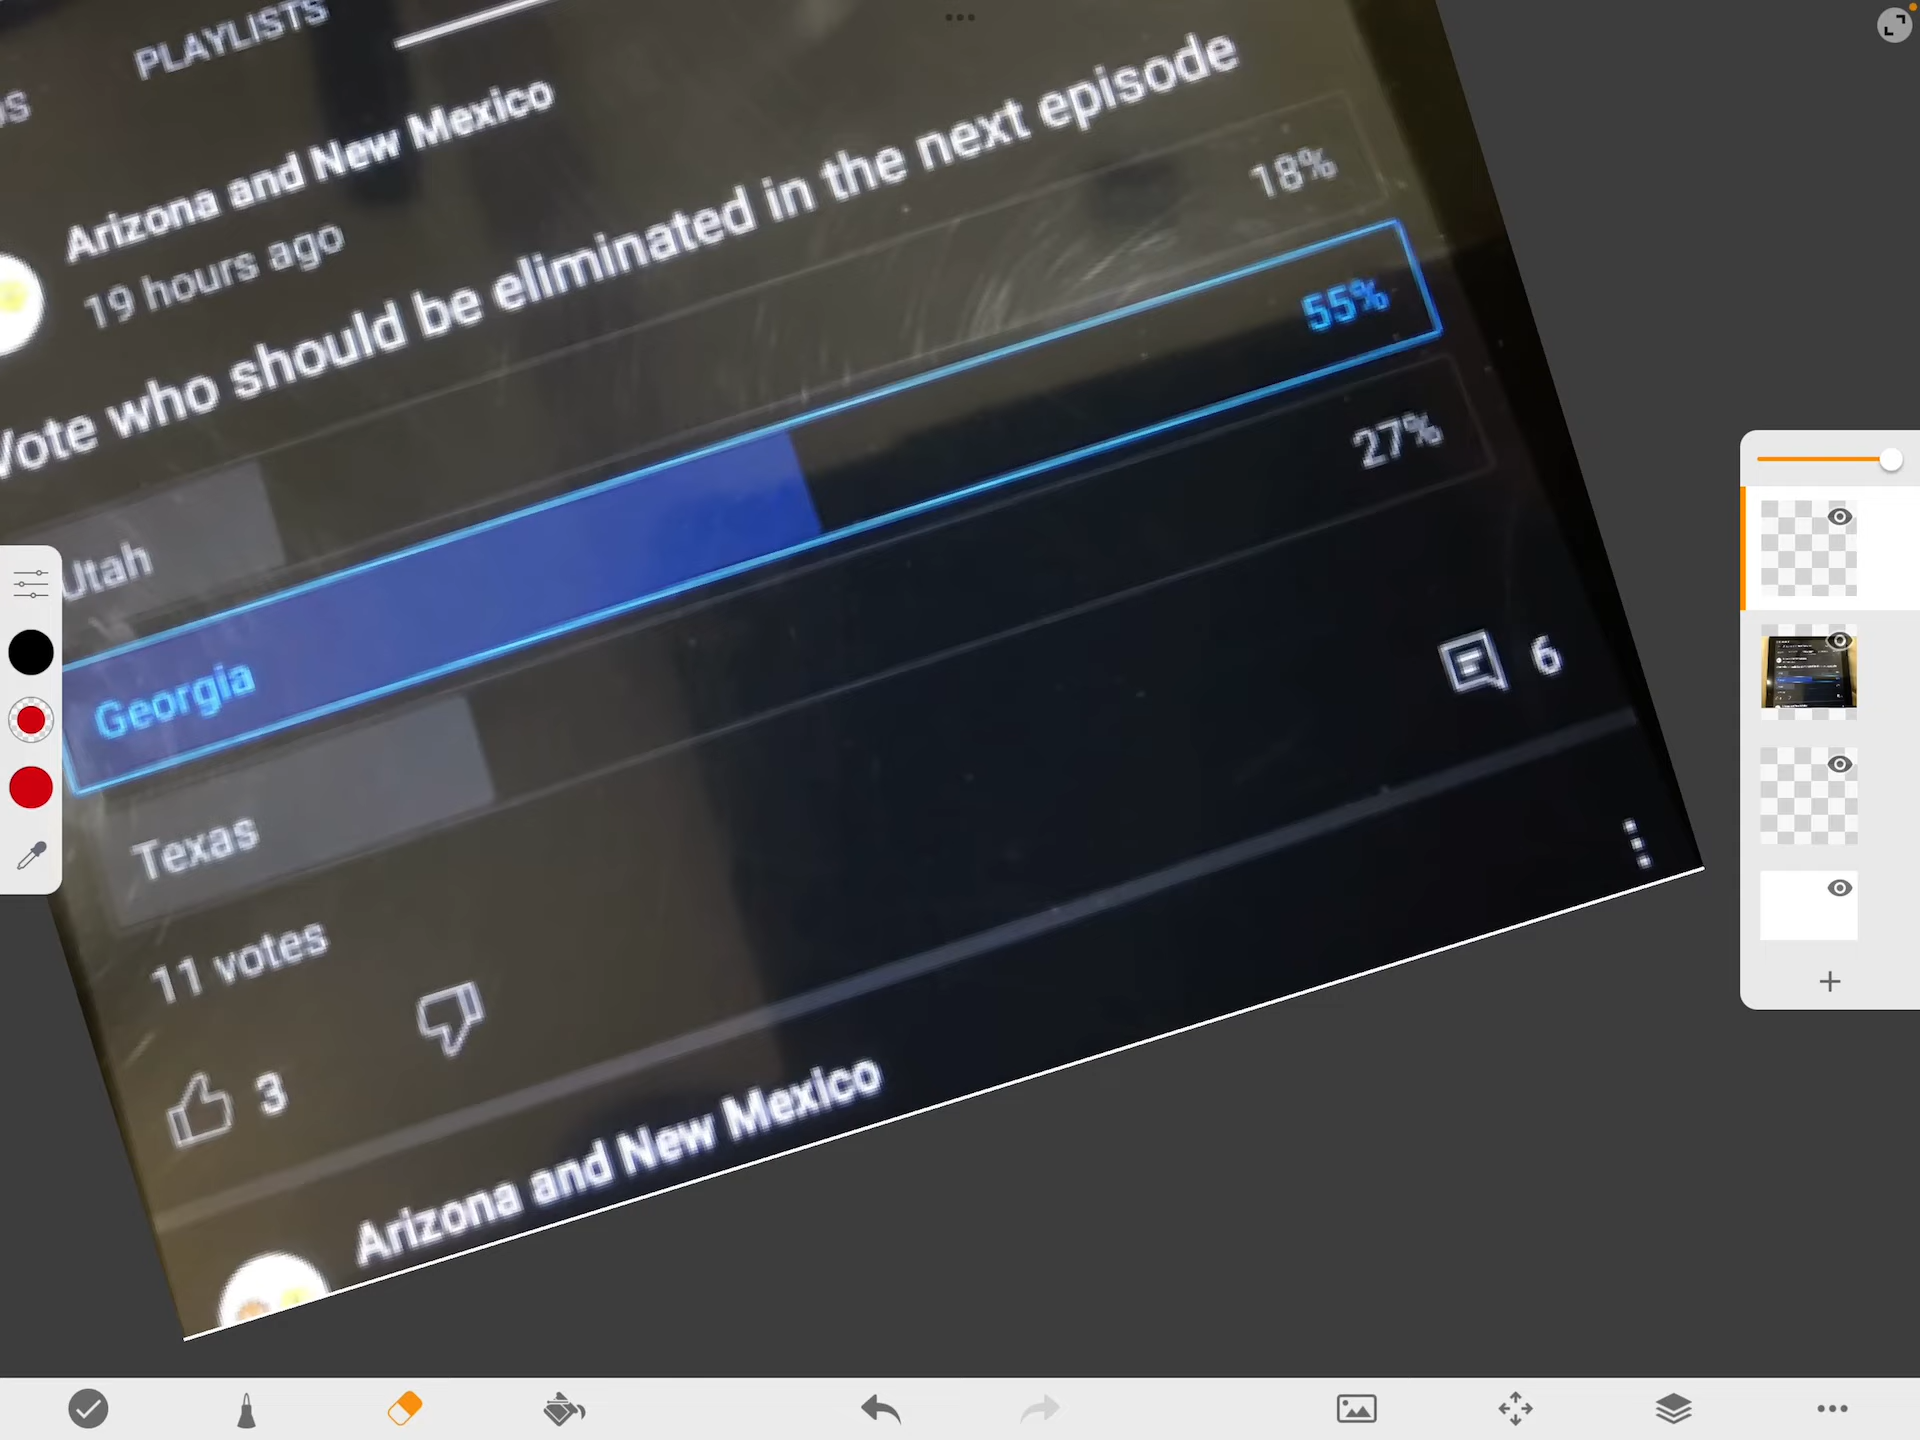 PLAYLISTS
Arizona and New Mexico
19 hours ago
Vote who should be eliminated in the next episode
18%
Utah
55%
Georgia
27%
Texas
11 votes
6
3
Arizona and New Mexico